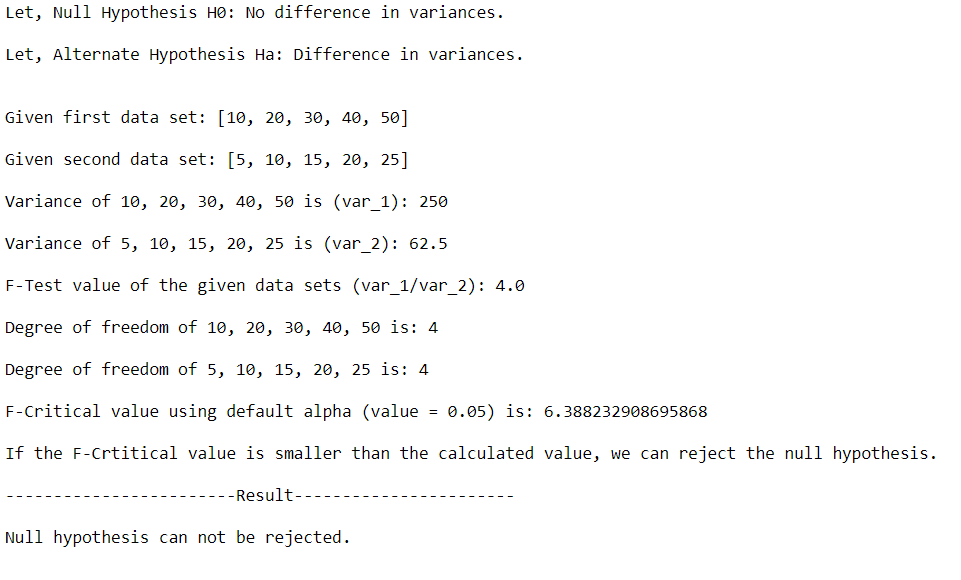 Let, Null Hypothesis H0: No difference in variances.
Let, Alternate Hypothesis Ha: Difference in variances.
Given first data set: [10, 20, 30, 40, 50]
Given second data set: [5, 10, 15, 20, 25]
Variance of 10, 20, 30, 40, 50 is (var_1): 250
Variance of 5, 10, 15, 20, 25 is (var_2): 62.5
F-Test value of the given data sets (var_1/var_2): 4.0
Degree of freedom of 10, 20, 30, 40, 50 is: 4
Degree of freedom of 5, 10, 15, 20, 25 is: 4
F-Critical value using default alpha (value = 0.05) is: 6.388232908695868
If the F-Crtitical value is smaller than the calculated value, we can reject the null hypothesis.
------------------------Result-----------------------
Null hypothesis can not be rejected.